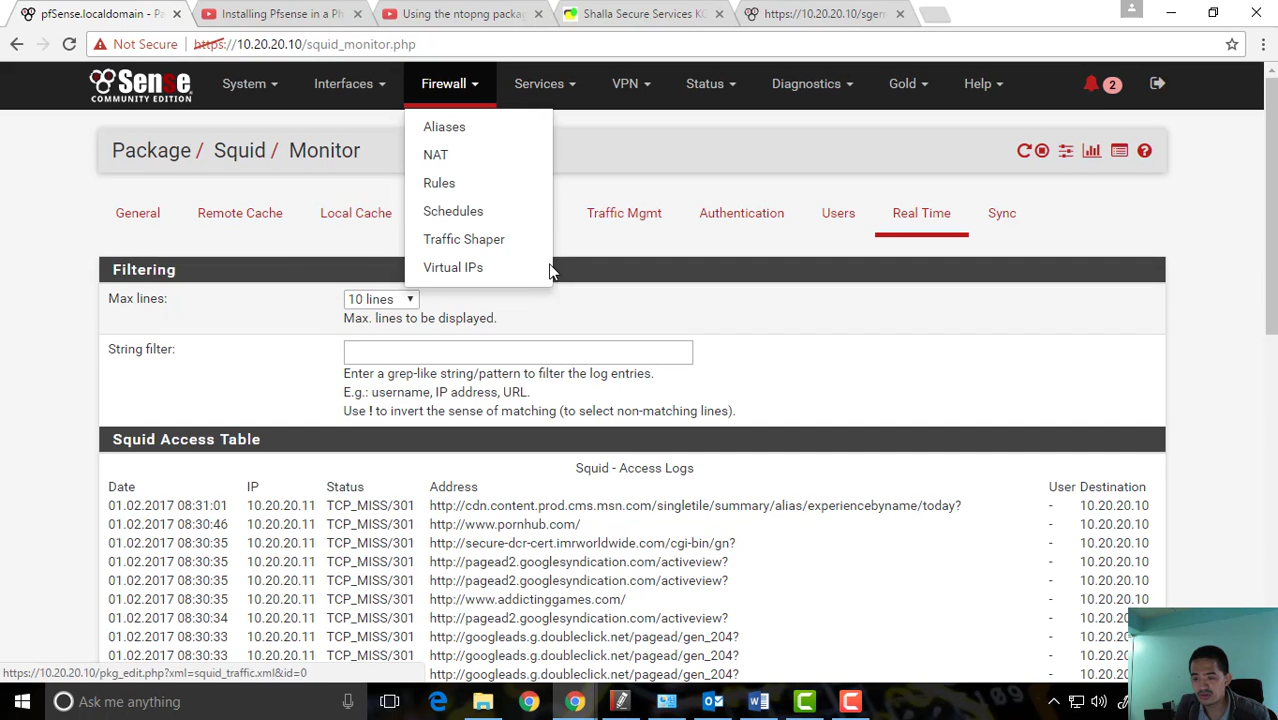 pfSense.localdomain - Pa
Installing Pfsense in a Ph
Using the ntopng packag
Shalla Secure Services KG
https://10.20.20.10/sgerr
Not Secure https://10.20.20.10/squid_monitor.php
Sense COMMUNITY EDITION
System Interfaces Firewall Services VPN Status Diagnostics Gold Help 2
Aliases
NAT
Rules
Schedules
Traffic Shaper
Virtual IPs
Package / Squid / Monitor
General Remote Cache Local Cache Traffic Mgmt Authentication Users Real Time Sync
Filtering
Max lines: 10 lines
Max. lines to be displayed.
String filter:
Enter a grep-like string/pattern to filter the log entries.
E.g.: username, IP address, URL.
Use ! to invert the sense of matching (to select non-matching lines).
Squid Access Table
Squid - Access Logs
Date IP Status Address User Destination
01.02.2017 08:31:01 10.20.20.11 TCP_MISS/301 http://cdn.content.prod.cms.msn.com/singletile/summary/alias/experiencebyname/today? - 10.20.20.10
01.02.2017 08:30:46 10.20.20.11 TCP_MISS/301 http://www.pornhub.com/ - 10.20.20.10
01.02.2017 08:30:35 10.20.20.11 TCP_MISS/301 http://secure-dcr-cert.imrworldwide.com/cgi-bin/gn? - 10.20.20.10
01.02.2017 08:30:35 10.20.20.11 TCP_MISS/301 http://pagead2.googlesyndication.com/activeview? - 10.20.20.10
01.02.2017 08:30:35 10.20.20.11 TCP_MISS/301 http://pagead2.googlesyndication.com/activeview? - 10.20.20.10
01.02.2017 08:30:35 10.20.20.11 TCP_MISS/301 http://www.addictinggames.com/ - 10.20.20.10
01.02.2017 08:30:34 10.20.20.11 TCP_MISS/301 http://pagead2.googlesyndication.com/activeview? - 10.20.20.10
01.02.2017 08:30:33 10.20.20.11 TCP_MISS/301 http://googleads.g.doubleclick.net/pagead/gen_204?
01.02.2017 08:30:33 10.20.20.11 TCP_MISS/301 http://googleads.g.doubleclick.net/pagead/gen_204?
http://googleads.g.doubleclick.net/pagead/gen_204?
https://10.20.20.10/pkg_edit.php?xml=squid_traffic.xml&id=0
Ask me anything